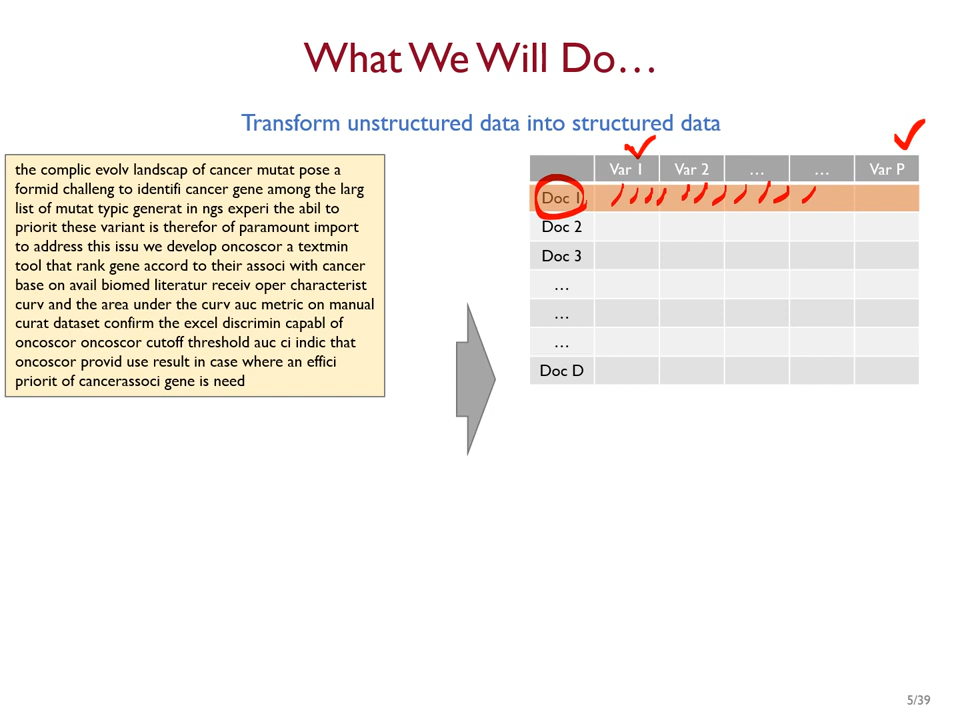 What We Will Do…
Transform unstructured data into structured data
the complic evolv landscap of cancer mutat pose a
formid challeng to identifi cancer gene among the larg
list of mutat typic generat in ngs experi the abil to
priorit these variant is therefor of paramount import
to address this issu we develop oncoscor a textmin
tool that rank gene accord to their associ with cancer
base on avail biomed literatur receiv oper characterist
curv and the area under the curv auc metric on manual
curat dataset confirm the excel discrimin capabl of
oncoscor oncoscor cutoff threshold auc ci indic that
oncoscor provid use result in case where an effici
priorit of cancerassoci gene is need
Var 1 Var 2 … … Var P
Doc 1
Doc 2
Doc 3
…
…
…
Doc D
5/39